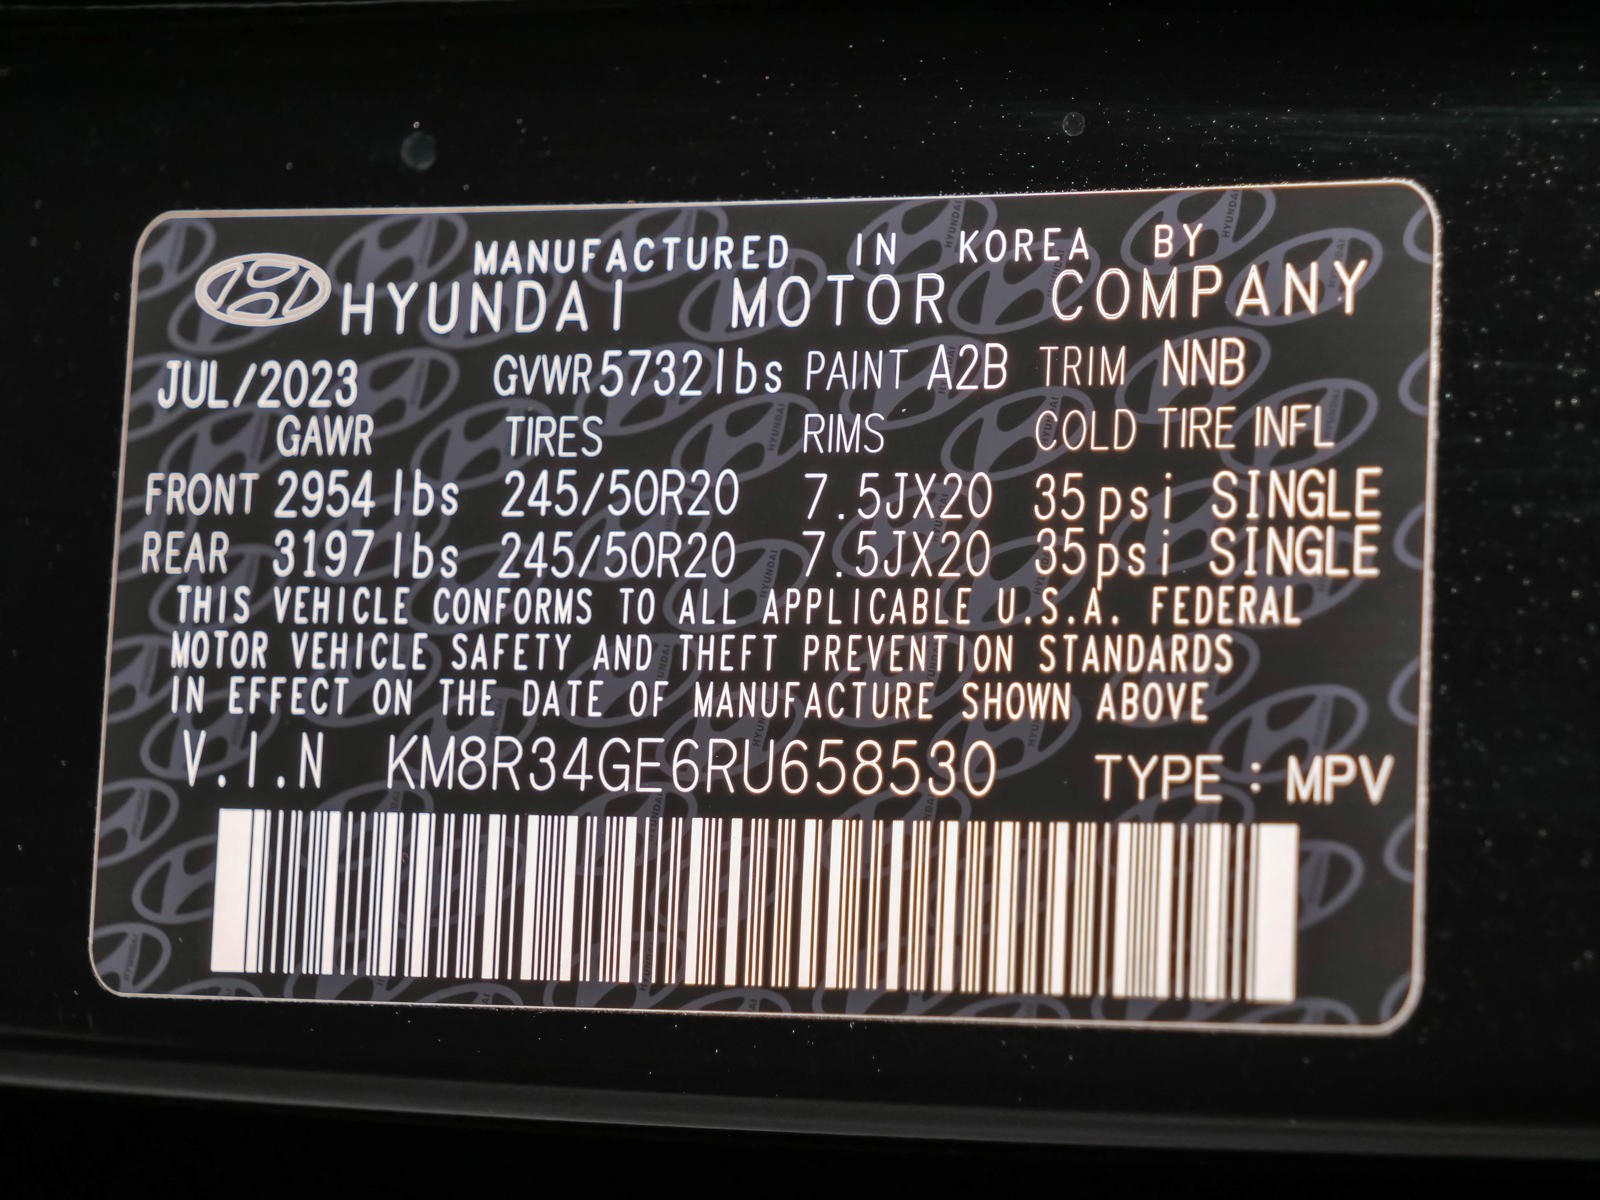 MANUFACTURED IN KOREA BY
HYUNDAI MOTOR COMPANY
JUL/2023 GVWR 5732lbs PAINT A2B TRIM NNB
GAWR TIRES RIMS COLD TIRE INFL
FRONT 2954 lbs 245/50R20 7.5JX20 35psi SINGLE
REAR 3197 lbs 245/50R20 7.5JX20 35psi SINGLE
THIS VEHICLE CONFORMS TO ALL APPLICABLE U.S.A. FEDERAL
MOTOR VEHICLE SAFETY AND THEFT PREVENTION STANDARDS
IN EFFECT ON THE DATE OF MANUFACTURE SHOWN ABOVE
V.I.N KM8R34GE6RU658530 TYPE : MPV